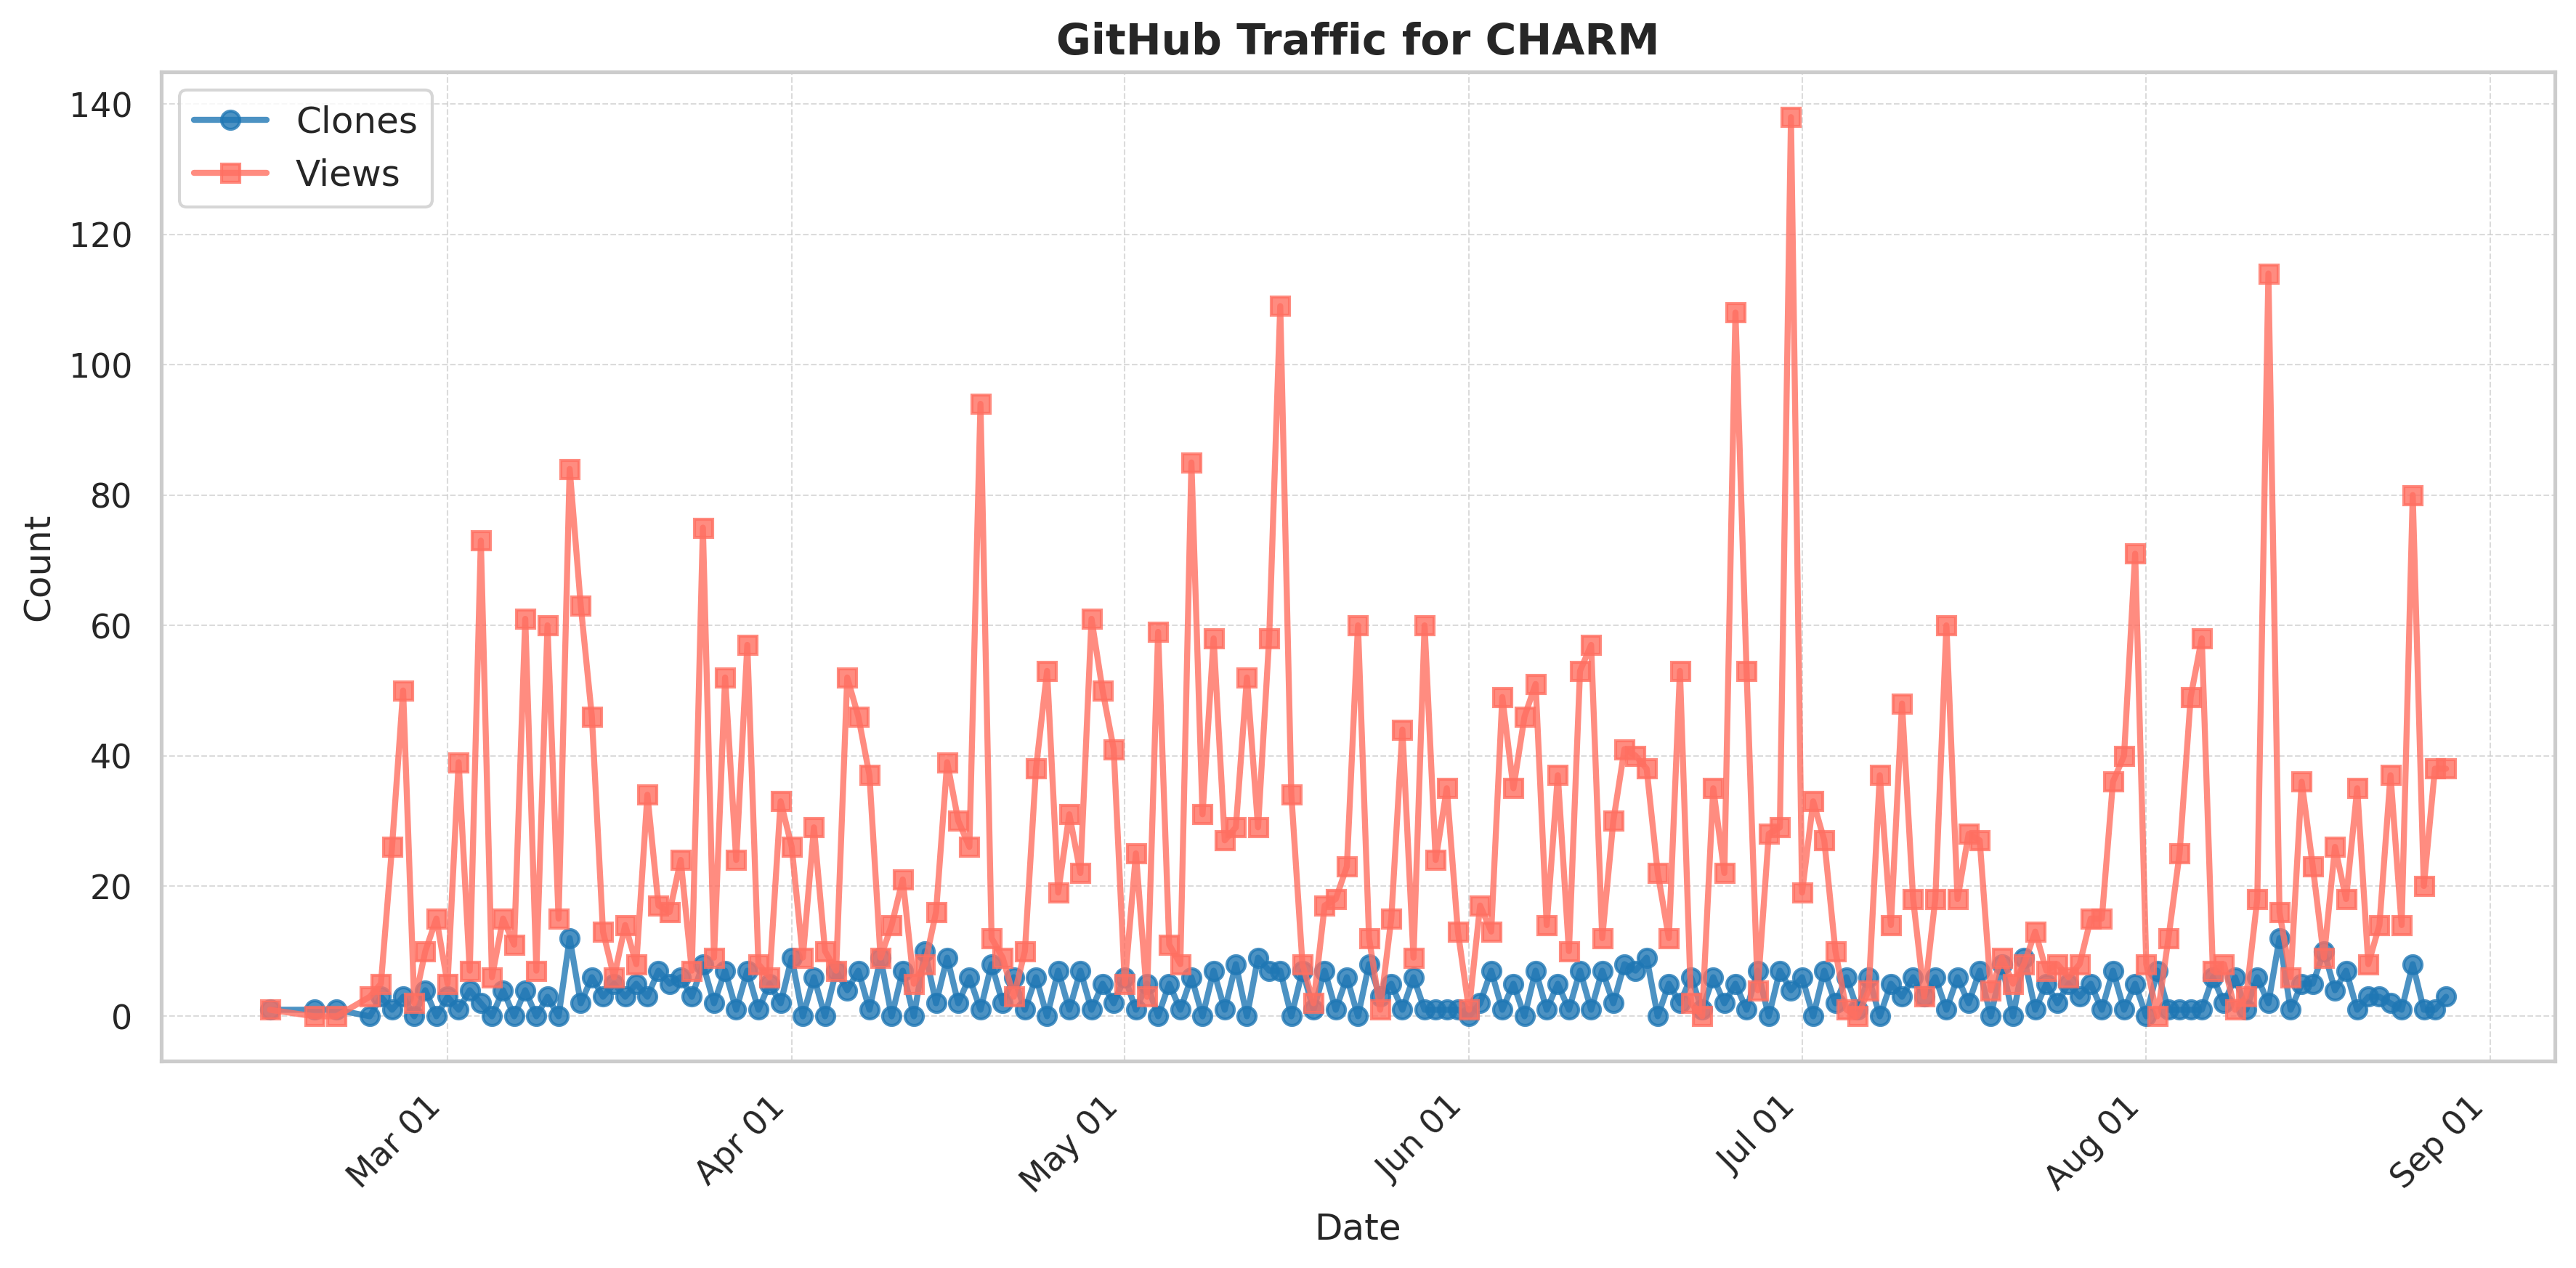 GitHub Traffic for CHARM
Clones
Views
140
120
100
80
60
40
20
0
Count
Mar 01
Apr 01
May 01
Jun 01
Jul 01
Aug 01
Sep 01
Date